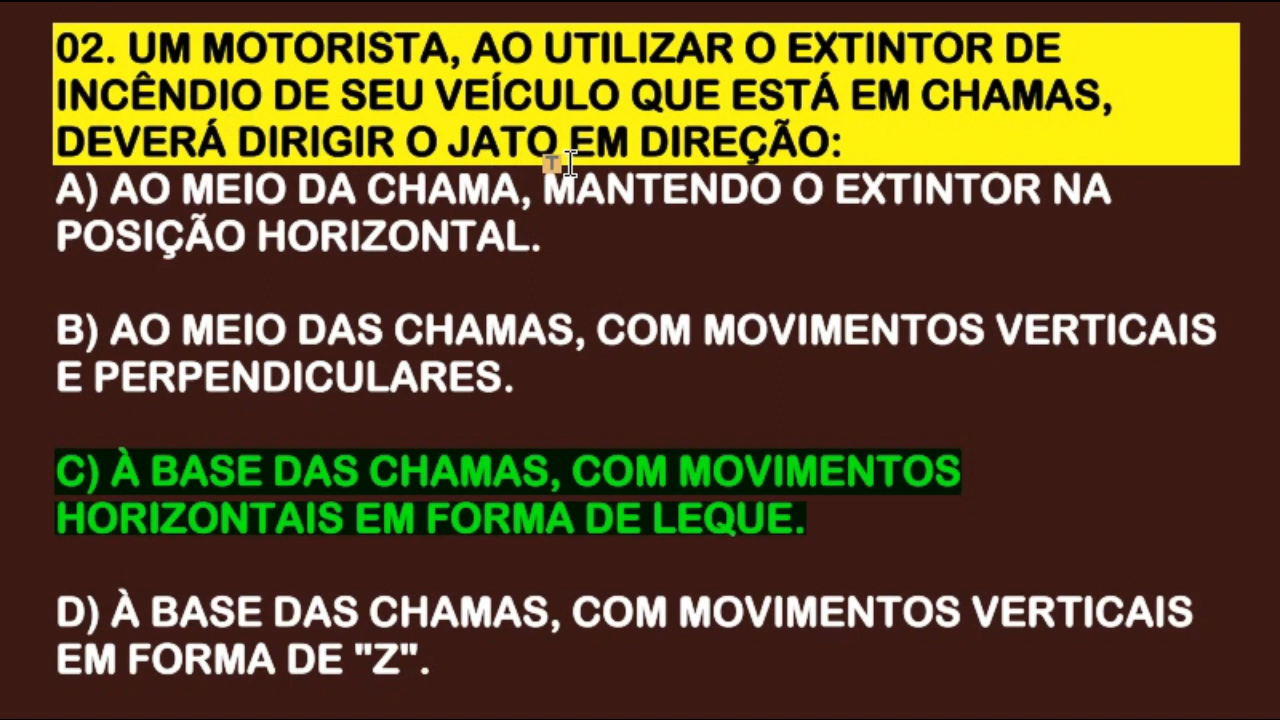 02. UM MOTORISTA, AO UTILIZAR O EXTINTOR DE
INCÊNDIO DE SEU VEÍCULO QUE ESTÁ EM CHAMAS,
DEVERÁ DIRIGIR O JATO EM DIREÇÃO:
A) AO MEIO DA CHAMA, MANTENDO O EXTINTOR NA
POSIÇÃO HORIZONTAL.
B) AO MEIO DAS CHAMAS, COM MOVIMENTOS VERTICAIS
E PERPENDICULARES.
C) À BASE DAS CHAMAS, COM MOVIMENTOS
HORIZONTAIS EM FORMA DE LEQUE.
D) À BASE DAS CHAMAS, COM MOVIMENTOS VERTICAIS
EM FORMA DE "Z".